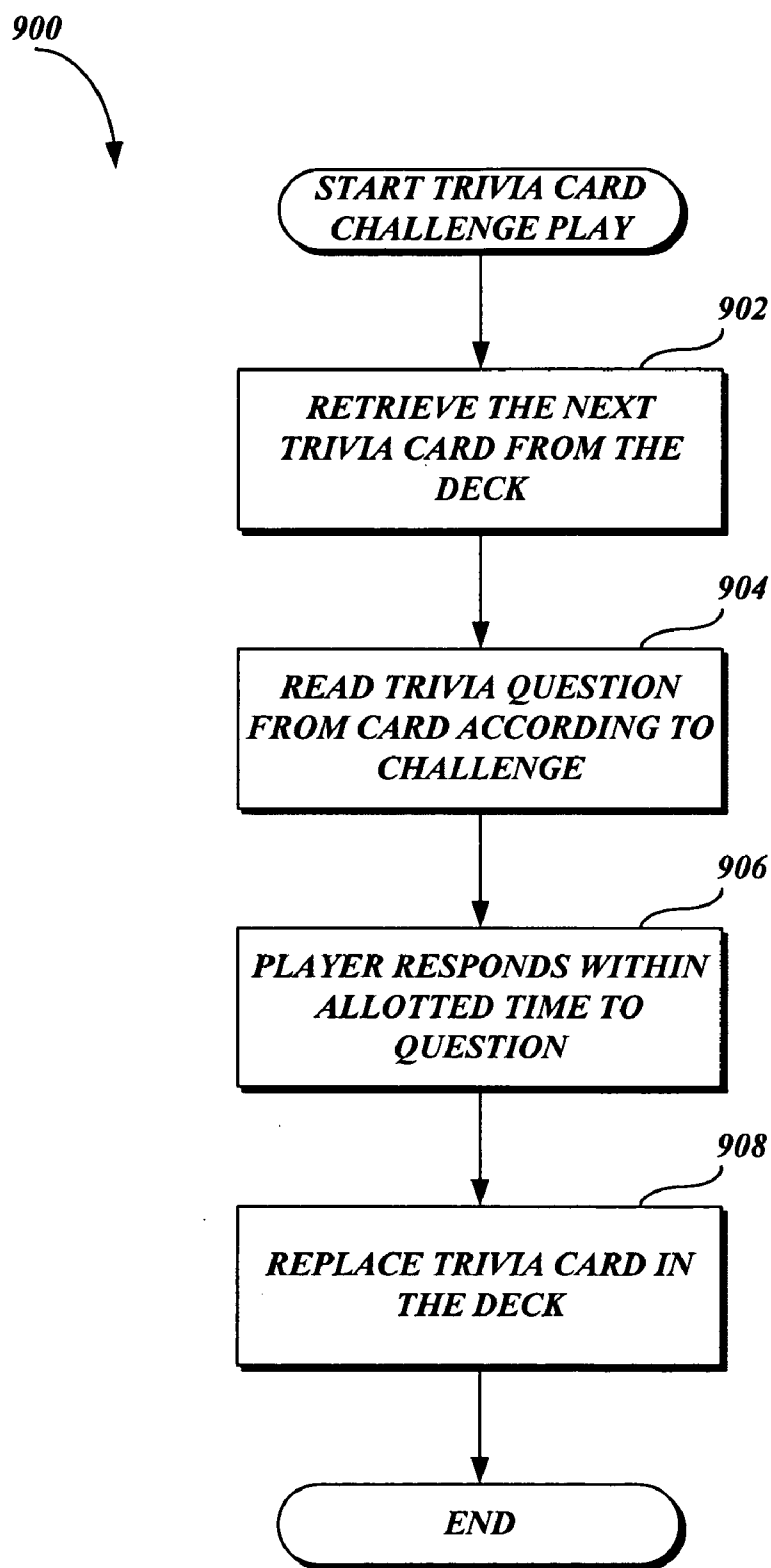 900
START TRIVIA CARD
CHALLENGE PLAY
902
RETRIEVE THE NEXT
TRIVIA CARD FROM THE
DECK
904
READ TRIVIA QUESTION
FROM CARD ACCORDING TO
CHALLENGE
906
PLAYER RESPONDS WITHIN
ALLOTTED TIME TO
QUESTION
908
REPLACE TRIVIA CARD IN
THE DECK
END